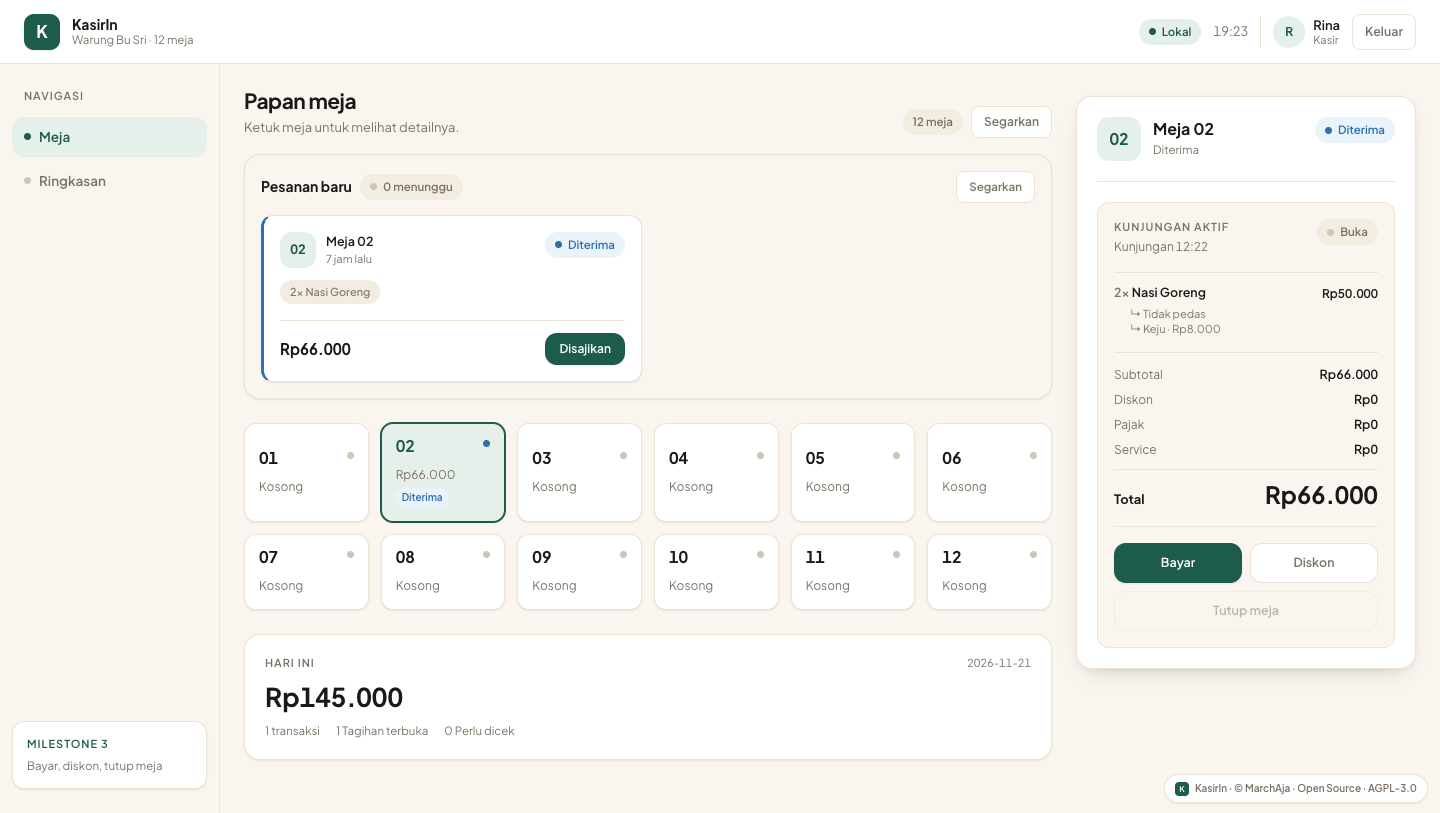 K
KasirIn
Warung Bu Sri · 12 meja
Lokal
19:23
R
Rina
Kasir
Keluar
NAVIGASI
Meja
Ringkasan
MILESTONE 3
Bayar, diskon, tutup meja
Papan meja
Ketuk meja untuk melihat detailnya.
12 meja
Segarkan
Pesanan baru
0 menunggu
Segarkan
02
Meja 02
7 jam lalu
Diterima
2× Nasi Goreng
Rp66.000
Disajikan
01
Kosong
02
Rp66.000
Diterima
03
Kosong
04
Kosong
05
Kosong
06
Kosong
07
Kosong
08
Kosong
09
Kosong
10
Kosong
11
Kosong
12
Kosong
HARI INI
2026-11-21
Rp145.000
1 transaksi
1 Tagihan terbuka
0 Perlu dicek
02
Meja 02
Diterima
Diterima
KUNJUNGAN AKTIF
Kunjungan 12:22
Buka
2× Nasi Goreng
Rp50.000
↳ Tidak pedas
↳ Keju · Rp8.000
Subtotal
Rp66.000
Diskon
Rp0
Pajak
Rp0
Service
Rp0
Total
Rp66.000
Bayar
Diskon
Tutup meja
K
KasirIn · © MarchAja · Open Source · AGPL-3.0